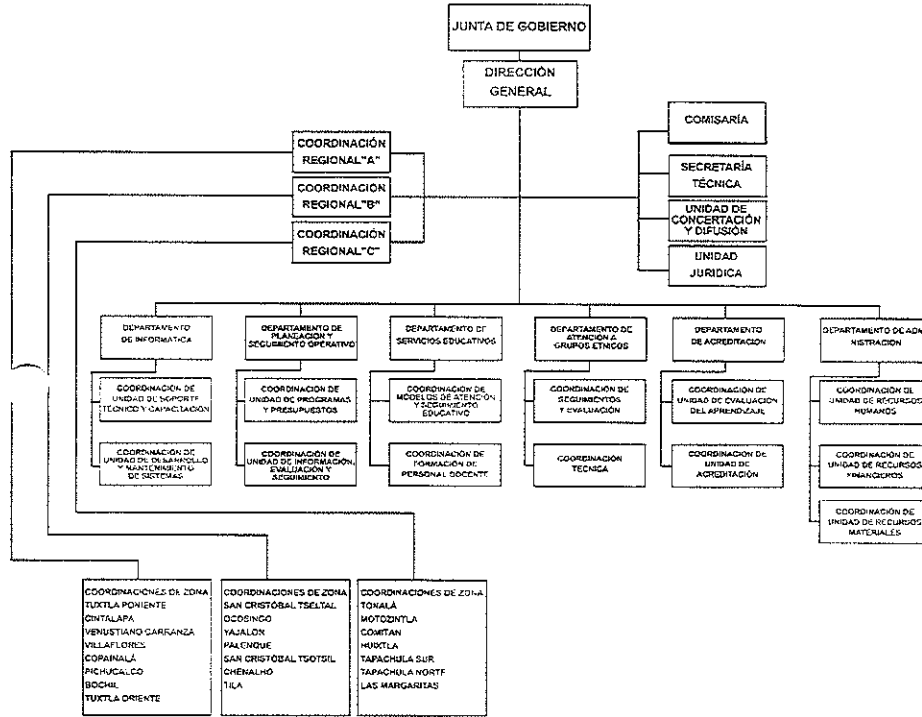 JUNTA DE GOBIERNO
DIRECCIÓN
GENERAL
COMISARÍA
SECRETARÍA
TÉCNICA
UNIDAD DE
CONCERTACIÓN
Y DIFUSIÓN
UNIDAD
JURIDICA
COORDINACIÓN
REGIONAL "A"
COORDINACIÓN
REGIONAL "B"
COORDINACIÓN
REGIONAL "C"
DEPARTAMENTO
DE INFORMATICA
COORDINACIÓN DE
UNIDAD DE SOPORTE
TÉCNICO Y CAPACITACIÓN
COORDINACIÓN DE
UNIDAD DE DESARROLLO
Y MANTENIMIENTO
DE SISTEMAS
DEPARTAMENTO DE
PLANEACIÓN Y
SEGUIMIENTO OPERATIVO
COORDINACIÓN DE
UNIDAD DE PROGRAMAS
Y PRESUPUESTOS
COORDINACIÓN DE
UNIDAD DE INFORMACIÓN,
EVALUACIÓN Y
SEGUIMIENTO
DEPARTAMENTO DE
SERVICIOS EDUCATIVOS
COORDINACIÓN DE
MODELOS DE ATENCIÓN
Y SEGUIMIENTO
EDUCATIVO
COORDINACIÓN DE
FORMACIÓN DE
PERSONAL DOCENTE
DEPARTAMENTO DE
ATENCIÓN A
GRUPOS ETNICOS
COORDINACIÓN DE
SEGUIMIENTOS
Y EVALUACIÓN
COORDINACIÓN
TECNICA
DEPARTAMENTO
DE ACREDITACIÓN
COORDINACIÓN DE
UNIDAD DE EVALUACIÓN
DEL APRENDIZAJE
COORDINACIÓN DE
UNIDAD DE
ACREDITACIÓN
DEPARTAMENTO DE ADMI
NISTRACIÓN
COORDINACIÓN DE
UNIDAD DE RECURSOS
HUMANOS
COORDINACIÓN DE
UNIDAD DE RECURSOS
FINANCIEROS
COORDINACIÓN DE
UNIDAD DE RECURSOS
MATERIALES
COORDINACIONES DE ZONA
TUXTLA PONIENTE
CINTALAPA
VENUSTIANO CARRANZA
VILLAFLORES
COPAINALÁ
PICHUCALCO
BOCHIL
TUXTLA ORIENTE
COORDINACIONES DE ZONA
SAN CRISTÓBAL TSELTAL
OCOSINGO
YAJALON
PALENQUE
SAN CRISTÓBAL TSOTSIL
CHENALHO
TILA
COORDINACIONES DE ZONA
TONALÁ
MOTOZINTLA
COMITAN
HUIXTLA
TAPACHULA SUR
TAPACHULA NORTE
LAS MARGARITAS